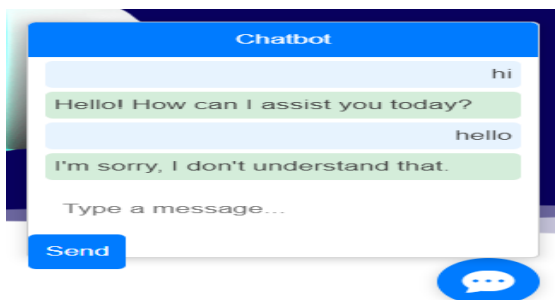 Chatbot
hi
Hello! How can I assist you today?
hello
I'm sorry, I don't understand that.
Type a message...
Send